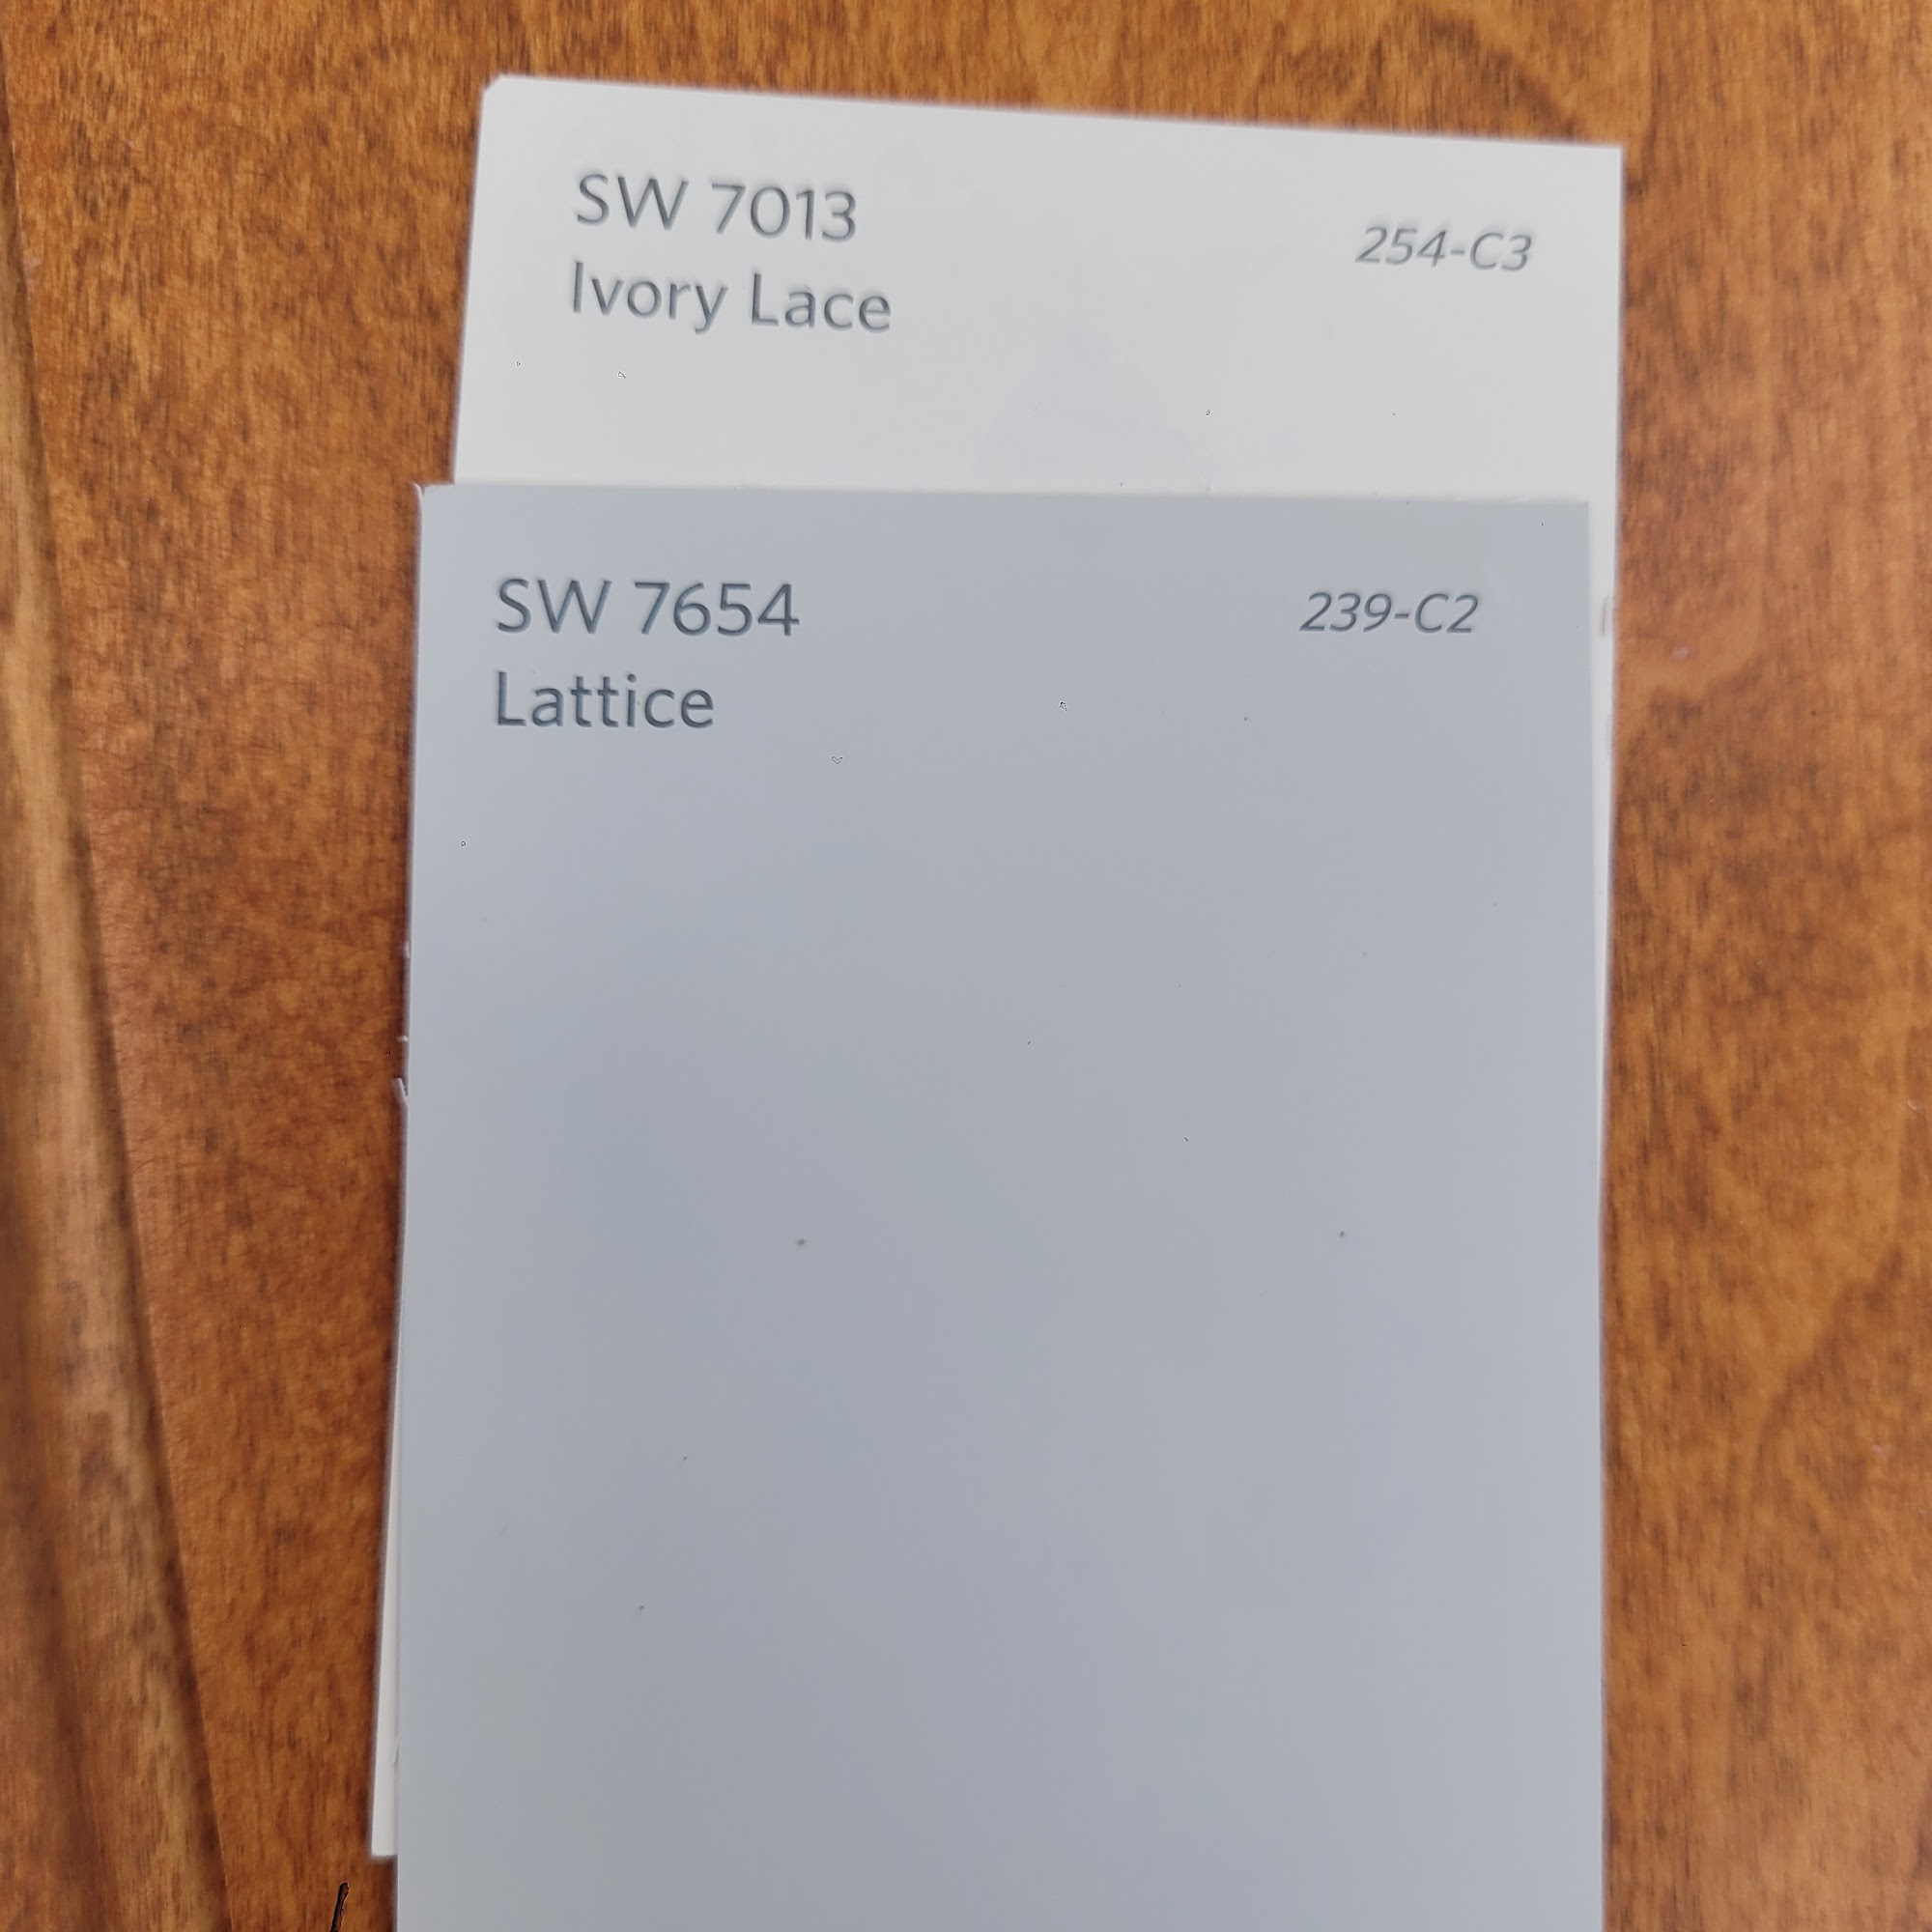 SW 7013
254-C3
Ivory Lace
SW 7654
239-C2
Lattice